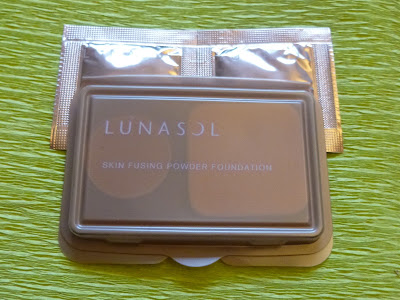 LUNASOL
SKIN FUSING POWDER FOUNDATION